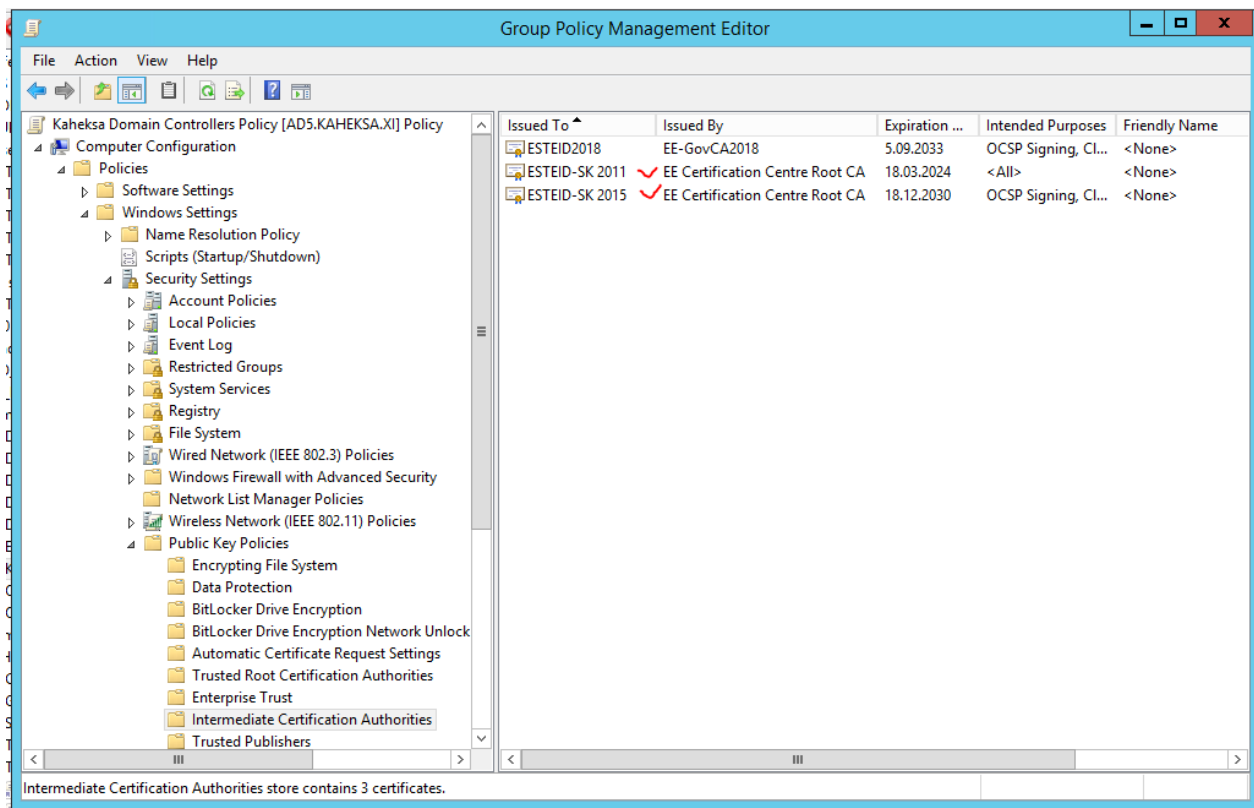 Group Policy Management Editor
File Action View Help
Kaheksa Domain Controllers Policy [AD5.KAHEKSA.XI] Policy
Computer Configuration
Policies
Software Settings
Windows Settings
Name Resolution Policy
Scripts (Startup/Shutdown)
Security Settings
Account Policies
Local Policies
Event Log
Restricted Groups
System Services
Registry
File System
Wired Network (IEEE 802.3) Policies
Windows Firewall with Advanced Security
Network List Manager Policies
Wireless Network (IEEE 802.11) Policies
Public Key Policies
Encrypting File System
Data Protection
BitLocker Drive Encryption
BitLocker Drive Encryption Network Unlock
Automatic Certificate Request Settings
Trusted Root Certification Authorities
Enterprise Trust
Intermediate Certification Authorities
Trusted Publishers
Issued To Issued By Expiration ... Intended Purposes Friendly Name
ESTEID2018 EE-GovCA2018 5.09.2033 OCSP Signing, Cl... <None>
ESTEID-SK 2011 EE Certification Centre Root CA 18.03.2024 <All> <None>
ESTEID-SK 2015 EE Certification Centre Root CA 18.12.2030 OCSP Signing, Cl... <None>
Intermediate Certification Authorities store contains 3 certificates.